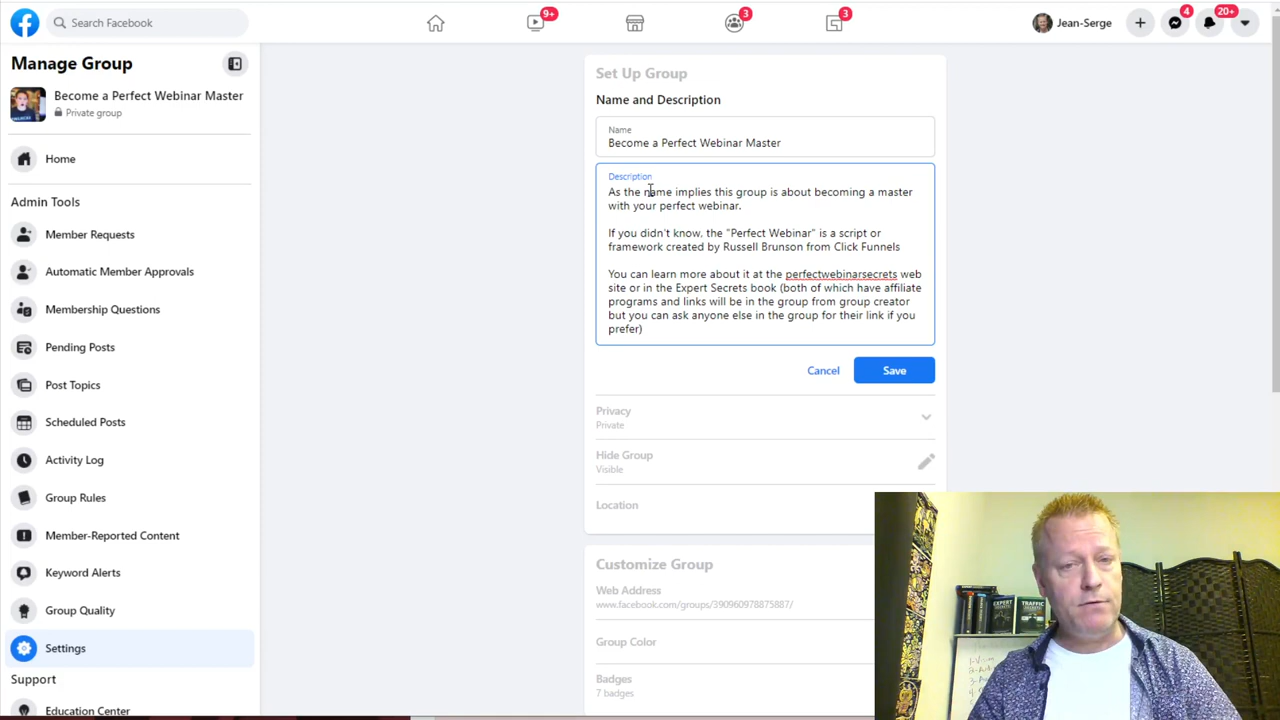 Search Facebook
9+
3
3
Jean-Serge
4
20+
Manage Group
Become a Perfect Webinar Master
Private group
Home
Admin Tools
Member Requests
Automatic Member Approvals
Membership Questions
Pending Posts
Post Topics
Scheduled Posts
Activity Log
Group Rules
Member-Reported Content
Keyword Alerts
Group Quality
Settings
Support
Education Center
Set Up Group
Name and Description
Name
Become a Perfect Webinar Master
Description
As the name implies this group is about becoming a master
with your perfect webinar.
If you didn't know, the "Perfect Webinar" is a script or
framework created by Russell Brunson from Click Funnels
You can learn more about it at the perfectwebinarsecrets web
site or in the Expert Secrets book (both of which have affiliate
programs and links will be in the group from group creator
but you can ask anyone else in the group for their link if you
prefer)
Cancel
Save
Privacy
Private
Hide Group
Visible
Location
Customize Group
Web Address
www.facebook.com/groups/390960978875887/
Group Color
Badges
7 badges
EXPERT
TRAFFIC